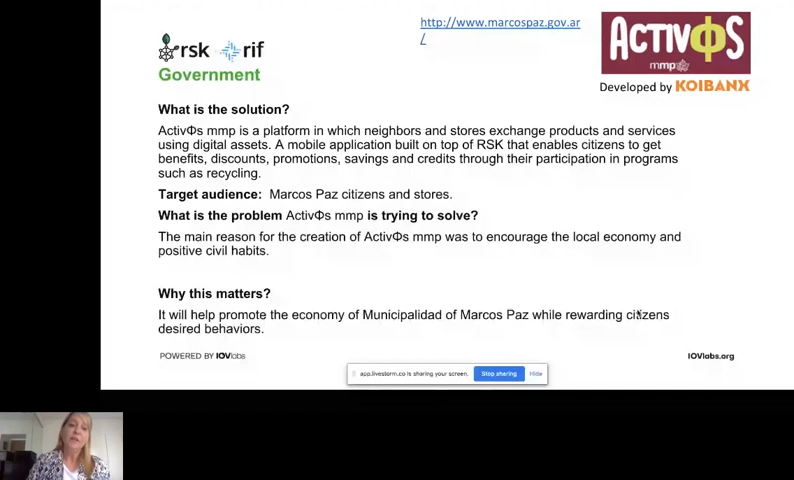 http://www.marcospaz.gov.ar
/
ACTIVΦS
mmp
rsk rif
Developed by KOIBANX
Government
What is the solution?
ActivΦs mmp is a platform in which neighbors and stores exchange products and services
using digital assets. A mobile application built on top of RSK that enables citizens to get
benefits, discounts, promotions, savings and credits through their participation in programs
such as recycling.
Target audience: Marcos Paz citizens and stores.
What is the problem ActivΦs mmp is trying to solve?
The main reason for the creation of ActivΦs mmp was to encourage the local economy and
positive civil habits.
Why this matters?
It will help promote the economy of Municipalidad of Marcos Paz while rewarding citizens
desired behaviors.
POWERED BY IOVlabs
IOVlabs.org
app.livestorm.co is sharing your screen. Stop sharing Hide